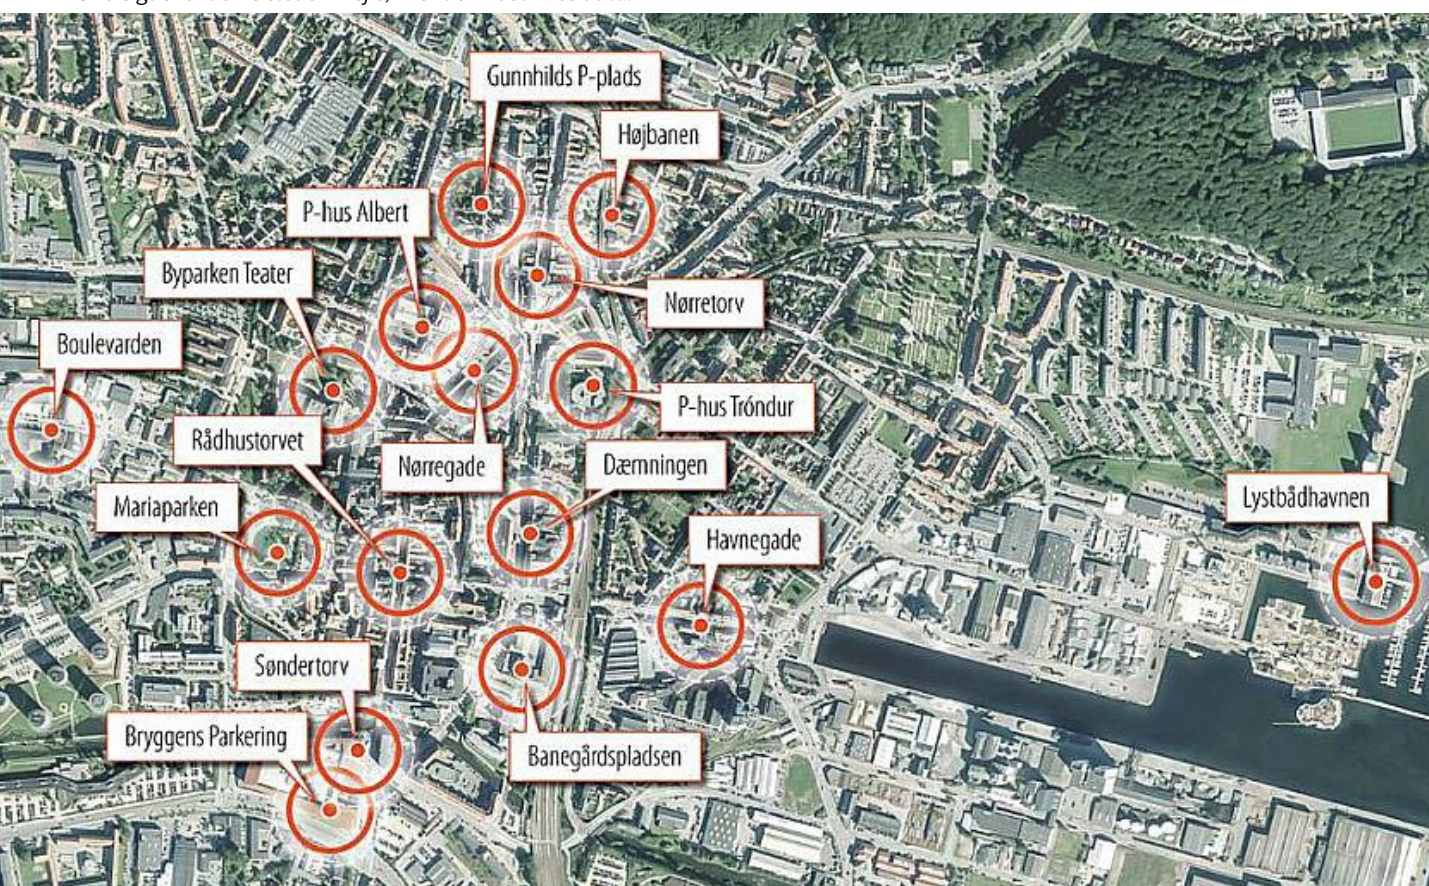 Gunnhilds P-plads
Højbanen
P-hus Albert
Byparken Teater
Nørretorv
Boulevarden
P-hus Tróndur
Rådhustorvet
Nørregade
Dæmningen
Mariaparken
Lystbådhavnen
Havnegade
Søndertorv
Bryggens Parkering
Banegårdspladsen